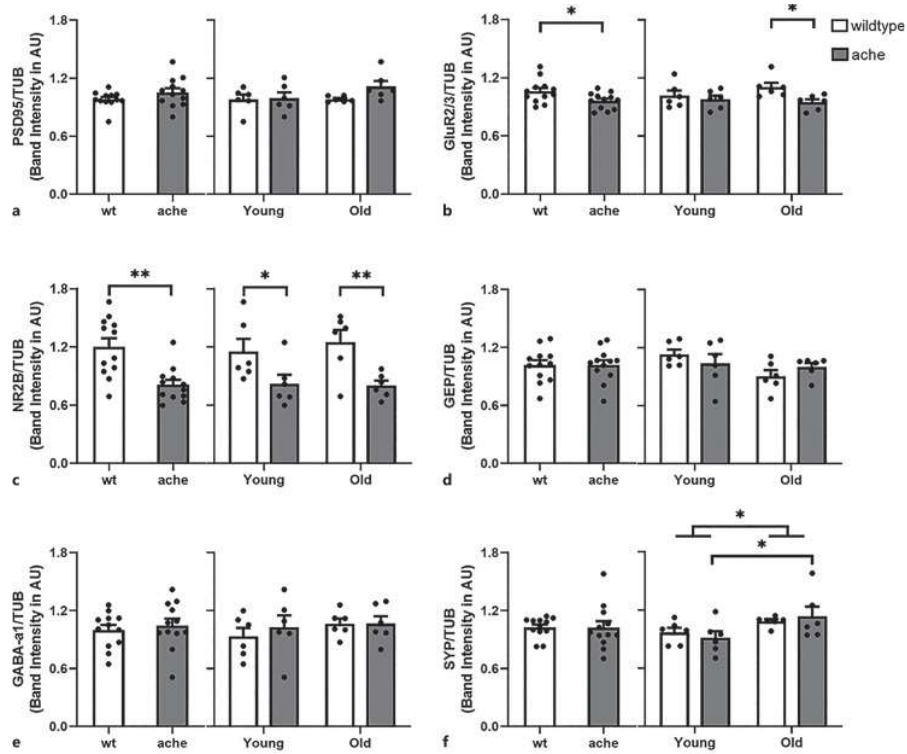 wildtype
ache
PSD95/TUB
(Band Intensity in AU)
1.8
1.2
0.6
0.0
wt ache Young Old
a
GluR2/3/TUB
(Band Intensity in AU)
1.8
1.2
0.6
0.0
* *
wt ache Young Old
b
NR2B/TUB
(Band Intensity in AU)
1.8
1.2
0.6
0.0
** * **
wt ache Young Old
c
GEP/TUB
(Band Intensity in AU)
1.8
1.2
0.6
0.0
wt ache Young Old
d
GABA-a1/TUB
(Band Intensity in AU)
1.8
1.2
0.6
0.0
wt ache Young Old
e
SYP/TUB
(Band Intensity in AU)
1.8
1.2
0.6
0.0
*
*
wt ache Young Old
f